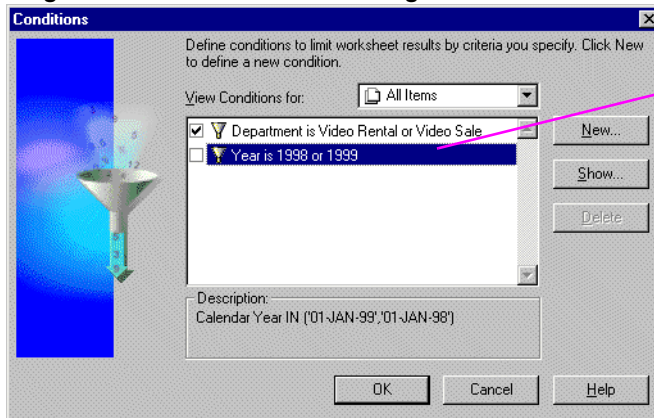 Conditions
Define conditions to limit worksheet results by criteria you specify. Click New
to define a new condition.
View Conditions for:
All Items
Department is Video Rental or Video Sale
New...
Year is 1998 or 1999
Show...
Delete
Description:
Calendar Year IN ('01-JAN-99','01-JAN-98')
OK
Cancel
Help